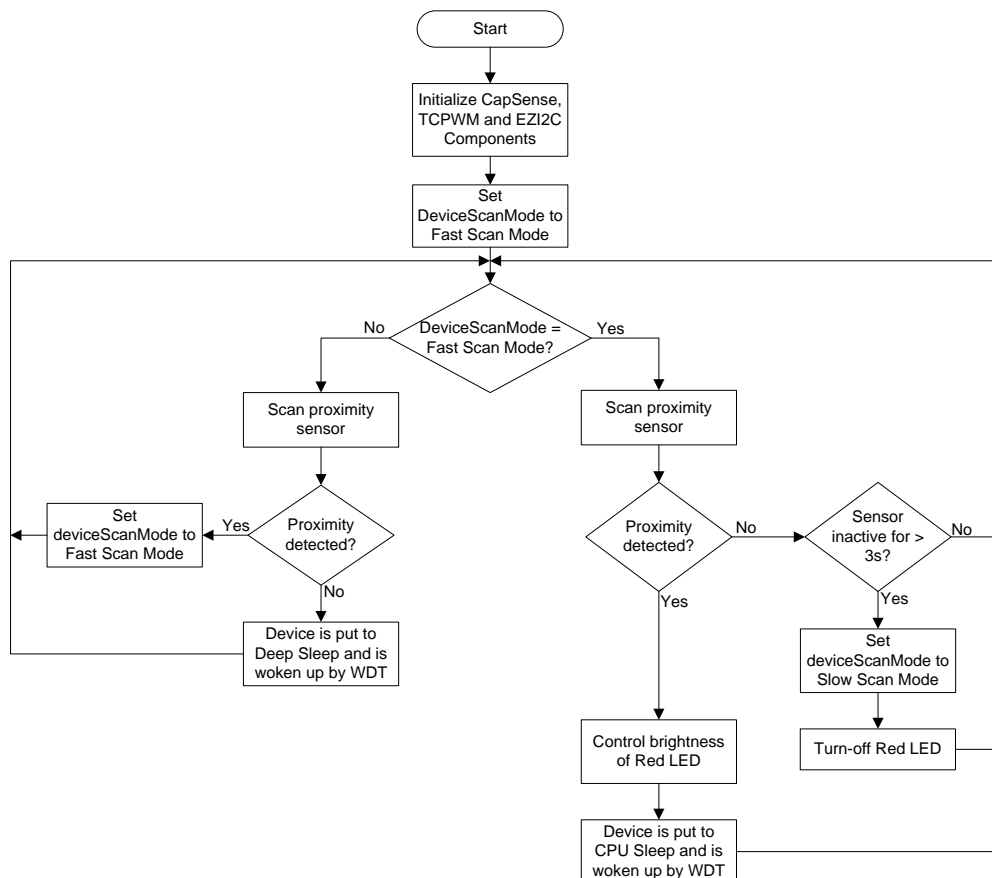 Start
Initialize CapSense,
TCPWM and EZI2C
Components
Set
DeviceScanMode to
Fast Scan Mode
No
DeviceScanMode =
Fast Scan Mode?
Yes
Scan proximity
sensor
Scan proximity
sensor
Set
deviceScanMode to
Fast Scan Mode
Yes
Proximity
detected?
No
Device is put to
Deep Sleep and is
woken up by WDT
Proximity
detected?
No
Yes
Sensor
inactive for >
3s?
No
Yes
Set
deviceScanMode to
Slow Scan Mode
Control brightness
of Red LED
Turn-off Red LED
Device is put to
CPU Sleep and is
woken up by WDT